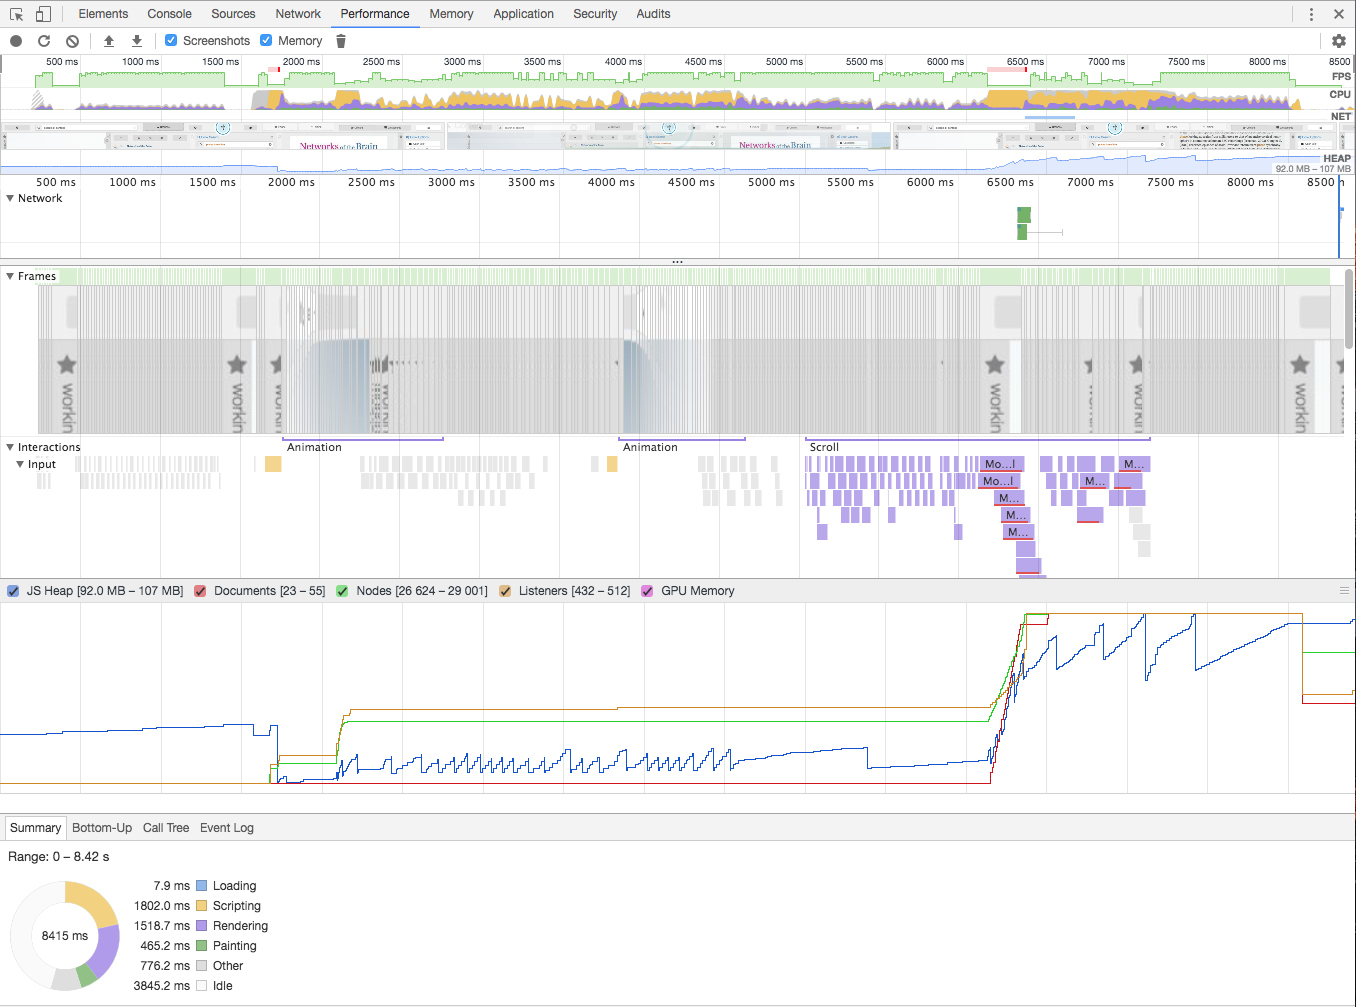 Elements Console Sources Network Performance Memory Application Security Audits
Screenshots Memory
500 ms 1000 ms 1500 ms 2000 ms 2500 ms 3000 ms 3500 ms 4000 ms 4500 ms 5000 ms 5500 ms 6000 ms 6500 ms 7000 ms 7500 ms 8000 ms 8500
FPS
CPU
NET
Networks of the Brain Networks of the Brain
HEAP
92.0 MB – 107 MB
500 ms 1000 ms 1500 ms 2000 ms 2500 ms 3000 ms 3500 ms 4000 ms 4500 ms 5000 ms 5500 ms 6000 ms 6500 ms 7000 ms 7500 ms 8000 ms 8500 m
Network
Frames
workin workin workin workin workin workin
Interactions Animation Animation Scroll
Input Mo...l M...
Mo...l M...
M...
M...
M...
JS Heap [92.0 MB – 107 MB] Documents [23 – 55] Nodes [26 624 – 29 001] Listeners [432 – 512] GPU Memory
Summary Bottom-Up Call Tree Event Log
Range: 0 – 8.42 s
8415 ms
7.9 ms Loading
1802.0 ms Scripting
1518.7 ms Rendering
465.2 ms Painting
776.2 ms Other
3845.2 ms Idle